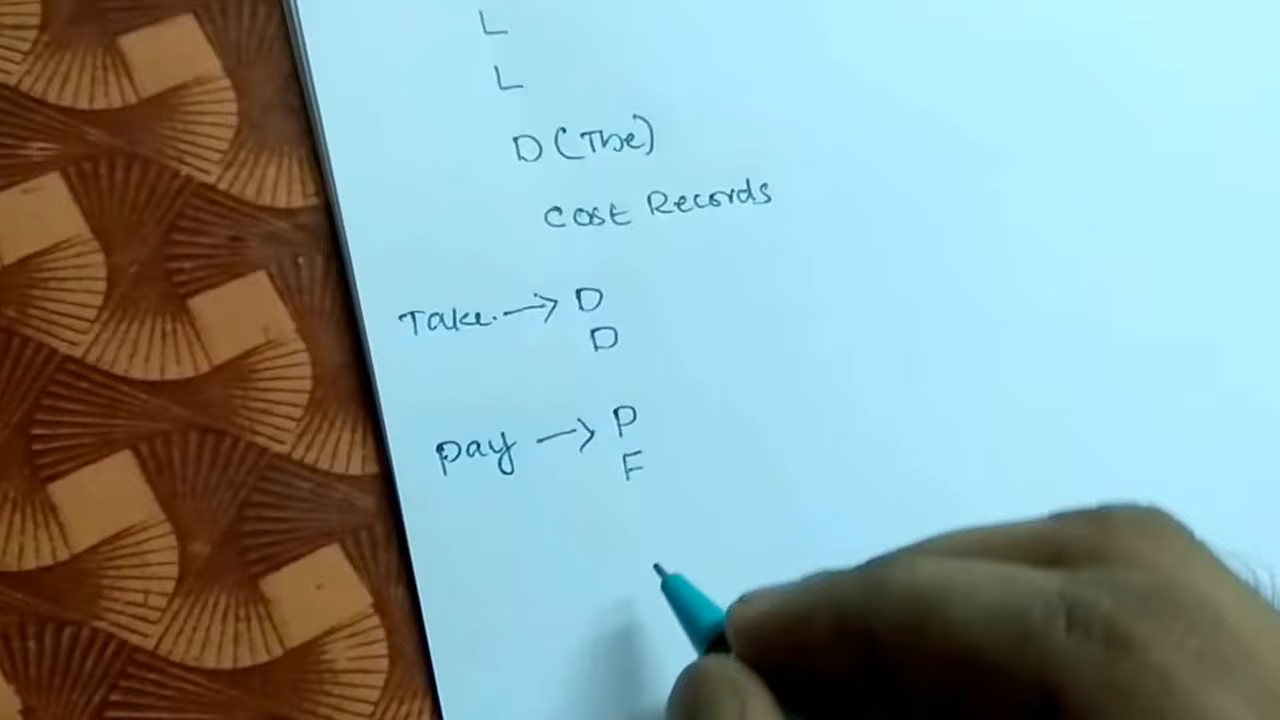 L
L
D (The)
Cost Records
Take → D
D
Pay → P
F